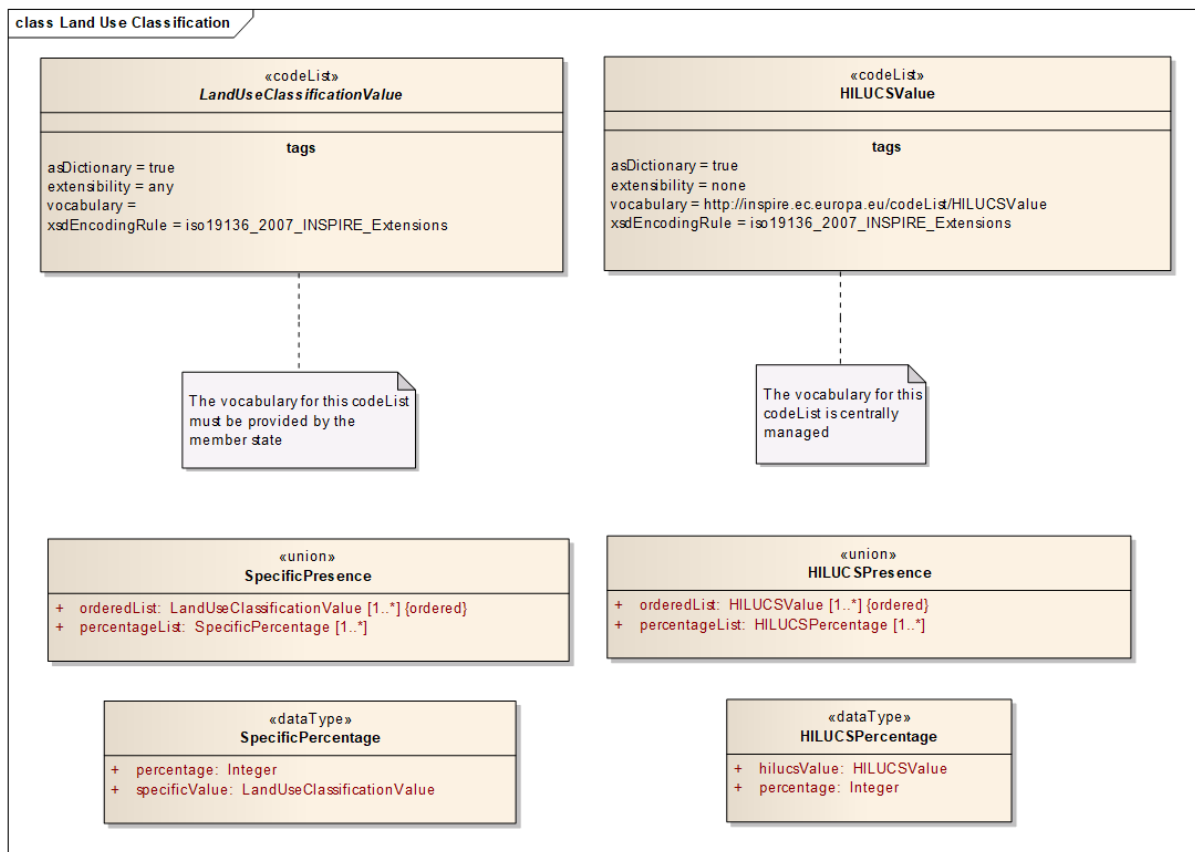 class Land Use Classification
«codeList»
LandUseClassificationValue
tags
asDictionary = true
extensibility = any
vocabulary =
xsdEncodingRule = iso19136_2007_INSPIRE_Extensions
«codeList»
HILUCSValue
tags
asDictionary = true
extensibility = none
vocabulary = http://inspire.ec.europa.eu/codeList/HILUCSValue
xsdEncodingRule = iso19136_2007_INSPIRE_Extensions
The vocabulary for this codeList
must be provided by the
member state
The vocabulary for this
codeList is centrally
managed
«union»
SpecificPresence
+ orderedList: LandUseClassificationValue [1..*] {ordered}
+ percentageList: SpecificPercentage [1..*]
«union»
HILUCSPresence
+ orderedList: HILUCSValue [1..*] {ordered}
+ percentageList: HILUCSPercentage [1..*]
«dataType»
SpecificPercentage
+ percentage: Integer
+ specificValue: LandUseClassificationValue
«dataType»
HILUCSPercentage
+ hilucsValue: HILUCSValue
+ percentage: Integer